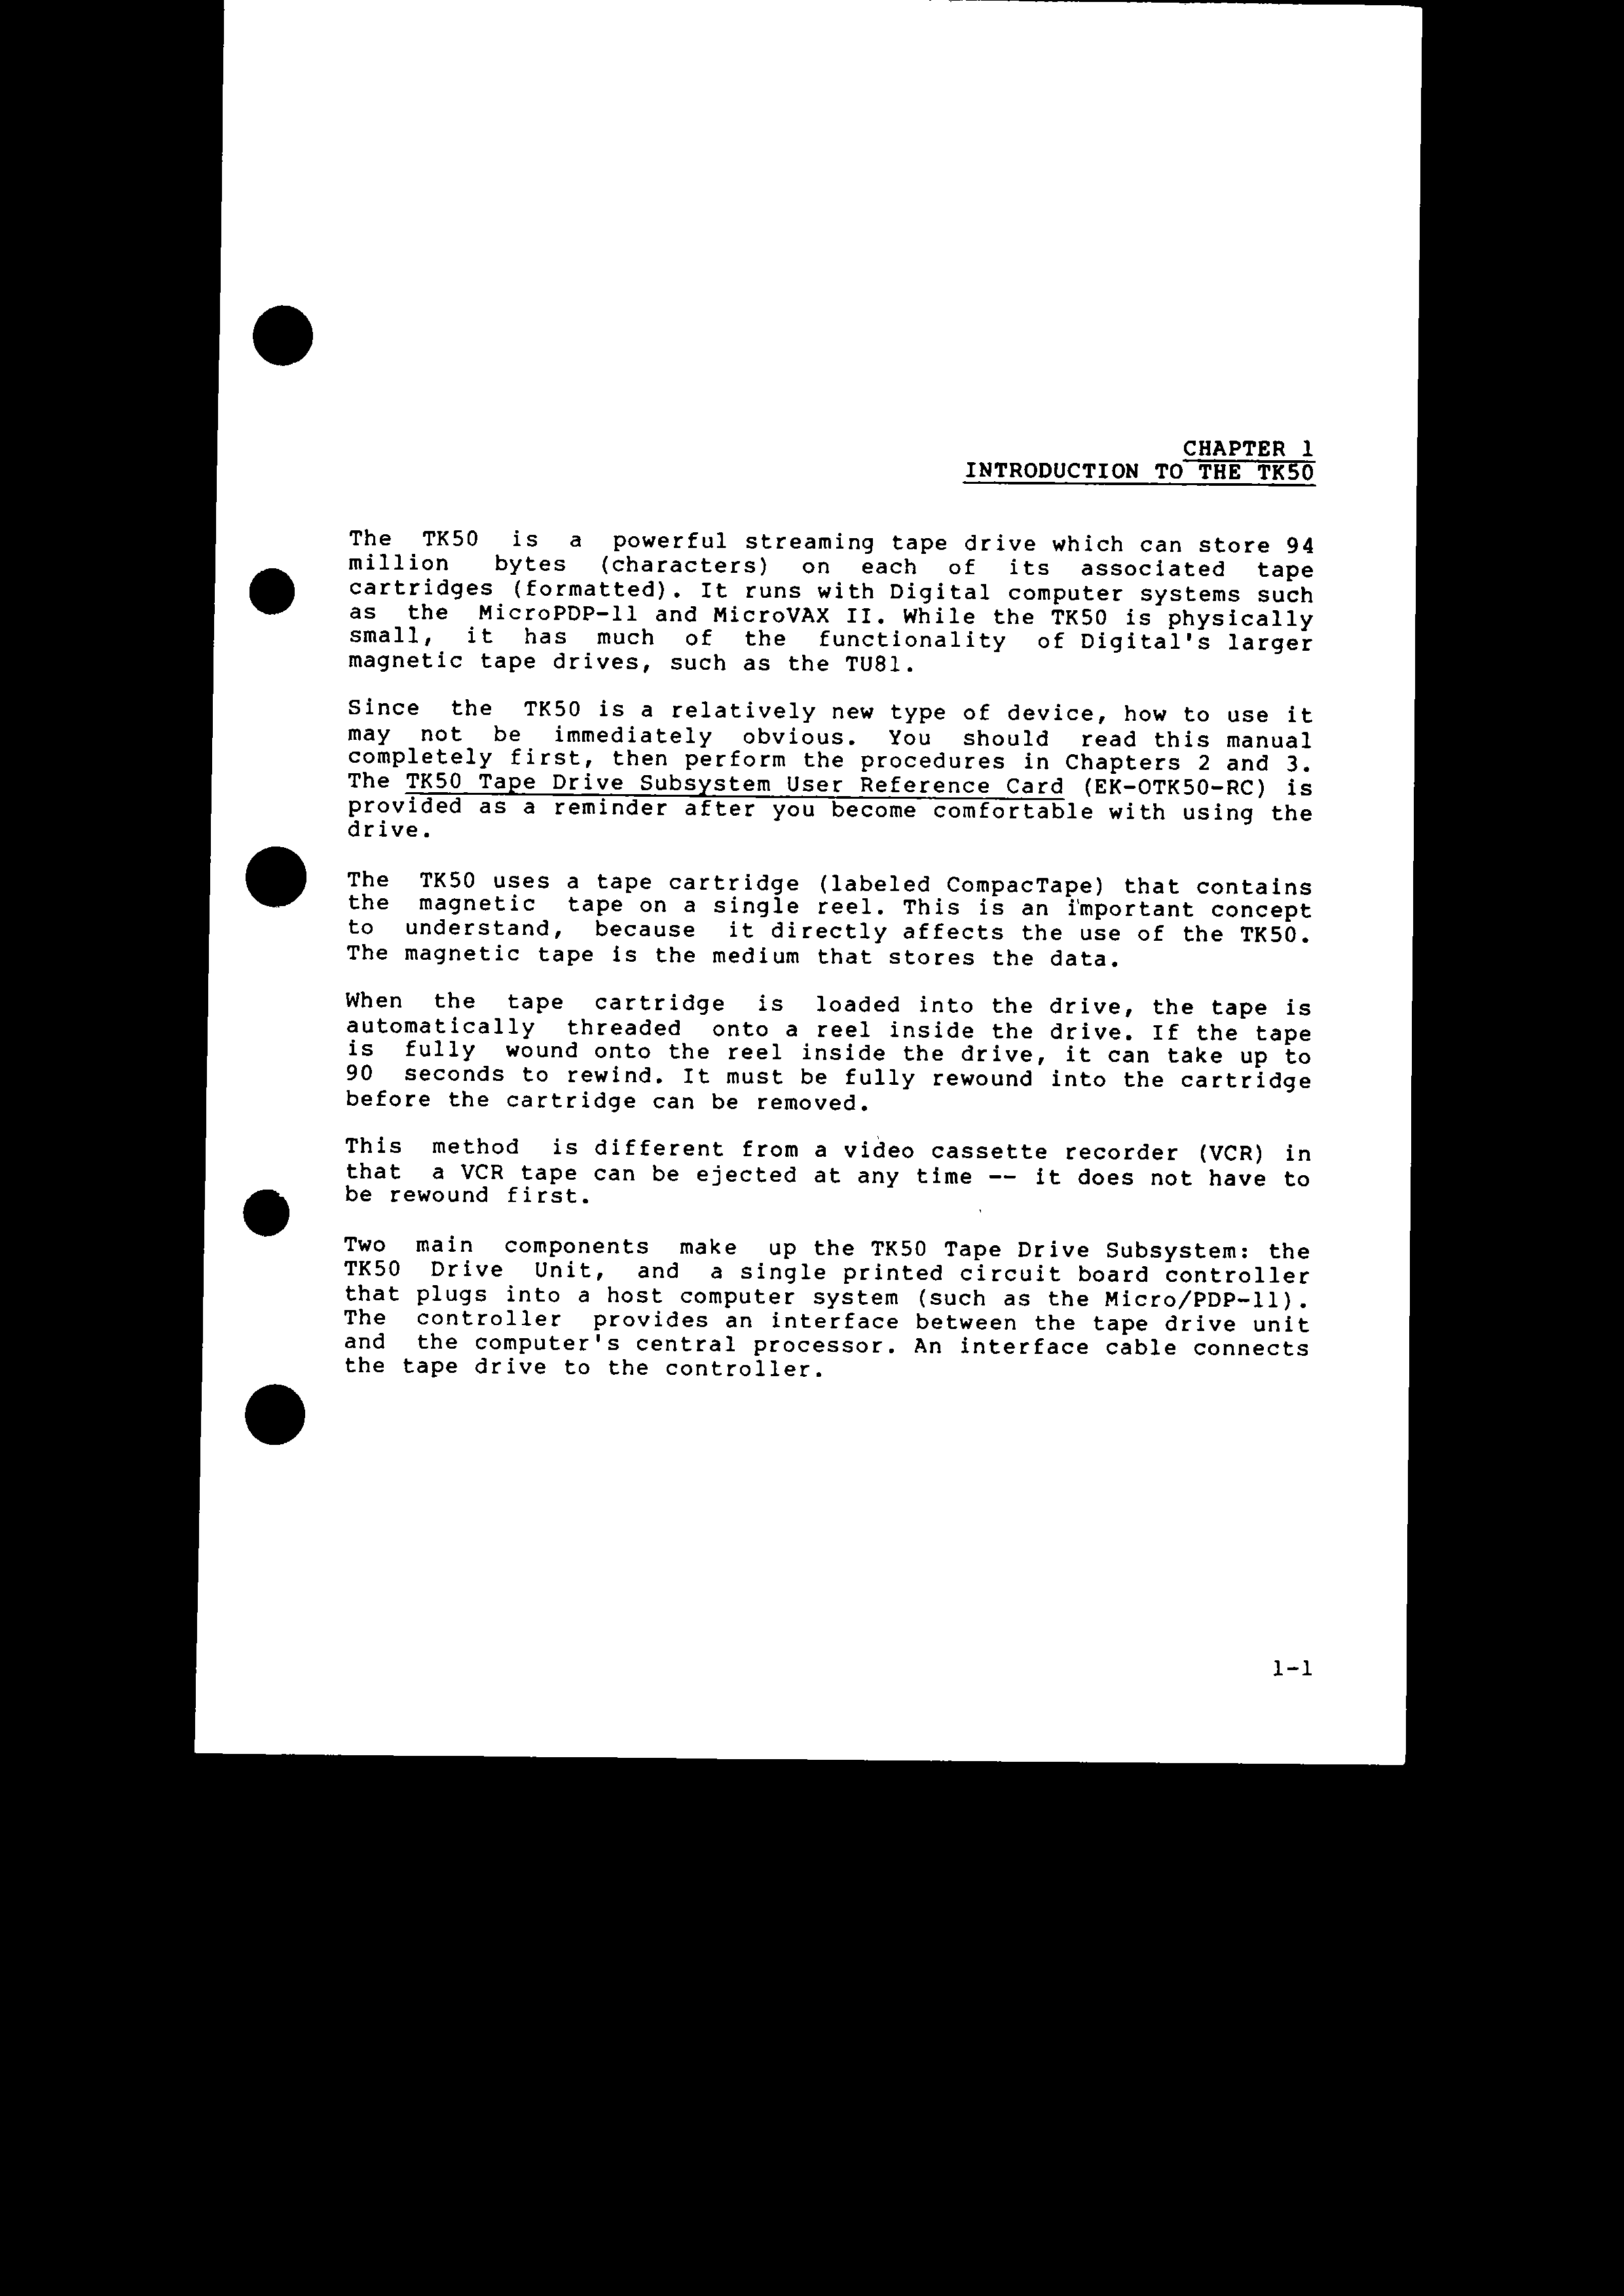 CHAPTER 1
INTRODUCTION TO THE TK50
The TK50 is a powerful streaming tape drive which can store 94
million bytes (characters) on each of its associated tape
cartridges (formatted). It runs with Digital computer systems such
as the MicroPDP-11 and MicroVAX II. While the TK50 is physically
small, it has much of the functionality of Digital's larger
magnetic tape drives, such as the TU81.
Since the TK50 is a relatively new type of device, how to use it
may not be immediately obvious. You should read this manual
completely first, then perform the procedures in Chapters 2 and 3.
The TK50 Tape Drive Subsystem User Reference Card (EK-OTK50-RC) is
provided as a reminder after you become comfortable with using the
drive.
The TK50 uses a tape cartridge (labeled CompacTape) that contains
the magnetic tape on a single reel. This is an important concept
to understand, because it directly affects the use of the TK50.
The magnetic tape is the medium that stores the data.
When the tape cartridge is loaded into the drive, the tape is
automatically threaded onto a reel inside the drive. If the tape
is fully wound onto the reel inside the drive, it can take up to
90 seconds to rewind. It must be fully rewound into the cartridge
before the cartridge can be removed.
This method is different from a video cassette recorder (VCR) in
that a VCR tape can be ejected at any time -- it does not have to
be rewound first.
Two main components make up the TK50 Tape Drive Subsystem: the
TK50 Drive Unit, and a single printed circuit board controller
that plugs into a host computer system (such as the Micro/PDP-11).
The controller provides an interface between the tape drive unit
and the computer's central processor. An interface cable connects
the tape drive to the controller.
1-1